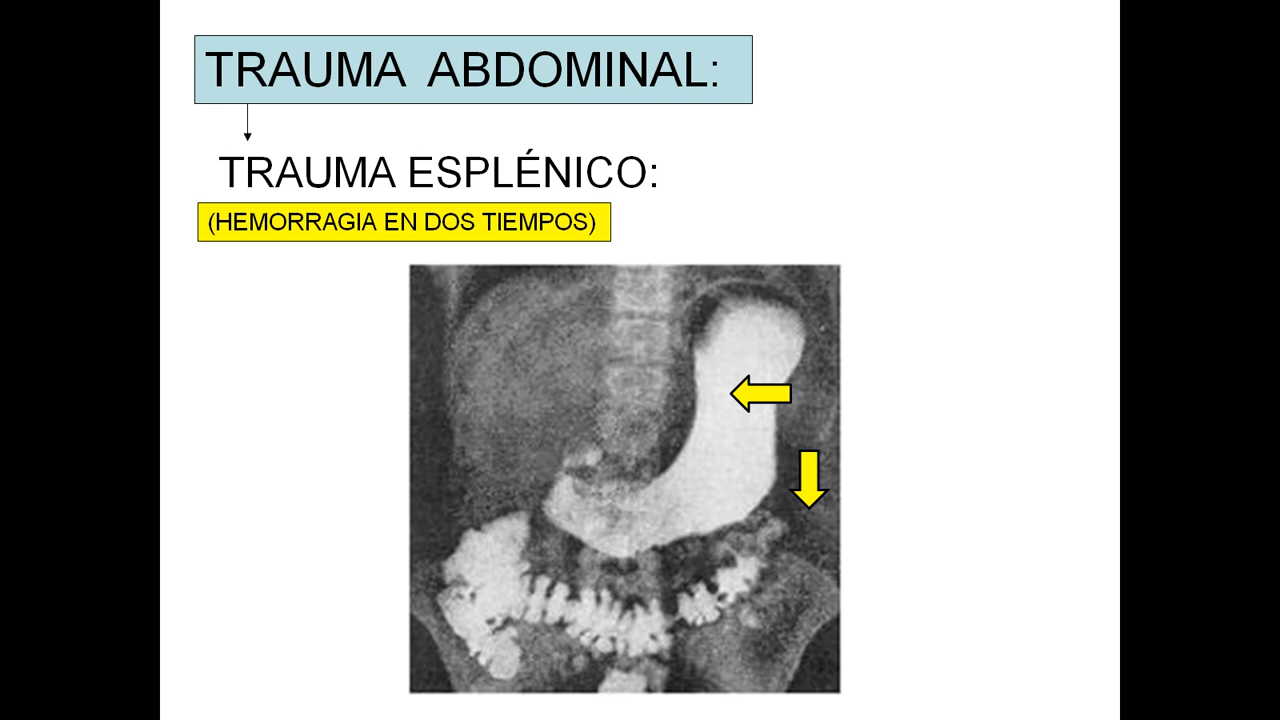 TRAUMA ABDOMINAL:
TRAUMA ESPLÉNICO:
(HEMORRAGIA EN DOS TIEMPOS)